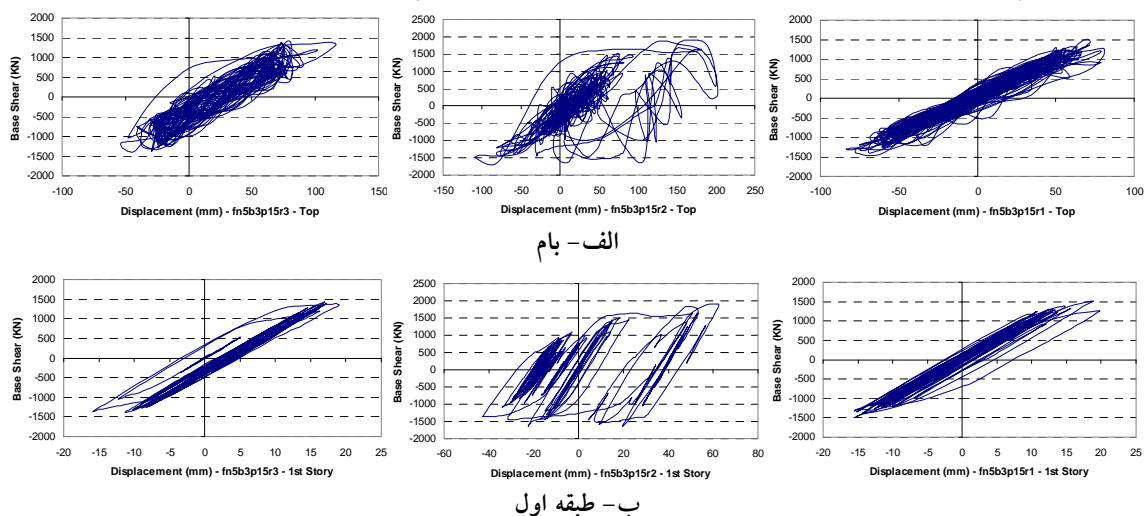 2000
1500
1000
500
0
-500
-1000
-1500
-2000
Base Shear (KN)
-100 -50 0 50 100 150
Displacement (mm) - fn5b3p15r3 - Top
2500
2000
1500
1000
500
0
-500
-1000
-1500
-2000
Base Shear (KN)
-150 -100 -50 0 50 100 150 200 250
Displacement (mm) - fn5b3p15r2 - Top
2000
1500
1000
500
0
-500
-1000
-1500
-2000
Base Shear (KN)
-100 -50 0 50 100
Displacement (mm) - fn5b3p15r1 - Top
الف- بام
2000
1500
1000
500
0
-500
-1000
-1500
-2000
Base Shear (KN)
-20 -15 -10 -5 0 5 10 15 20 25
Displacement (mm) - fn5b3p15r3 - 1st Story
2500
2000
1500
1000
500
0
-500
-1000
-1500
-2000
Base Shear (KN)
-60 -40 -20 0 20 40 60 80
Displacement (mm) - fn5b3p15r2 - 1st Story
2000
1500
1000
500
0
-500
-1000
-1500
-2000
Base Shear (KN)
-20 -15 -10 -5 0 5 10 15 20 25
Displacement (mm) - fn5b3p15r1 - 1st Story
ب- طبقه اول